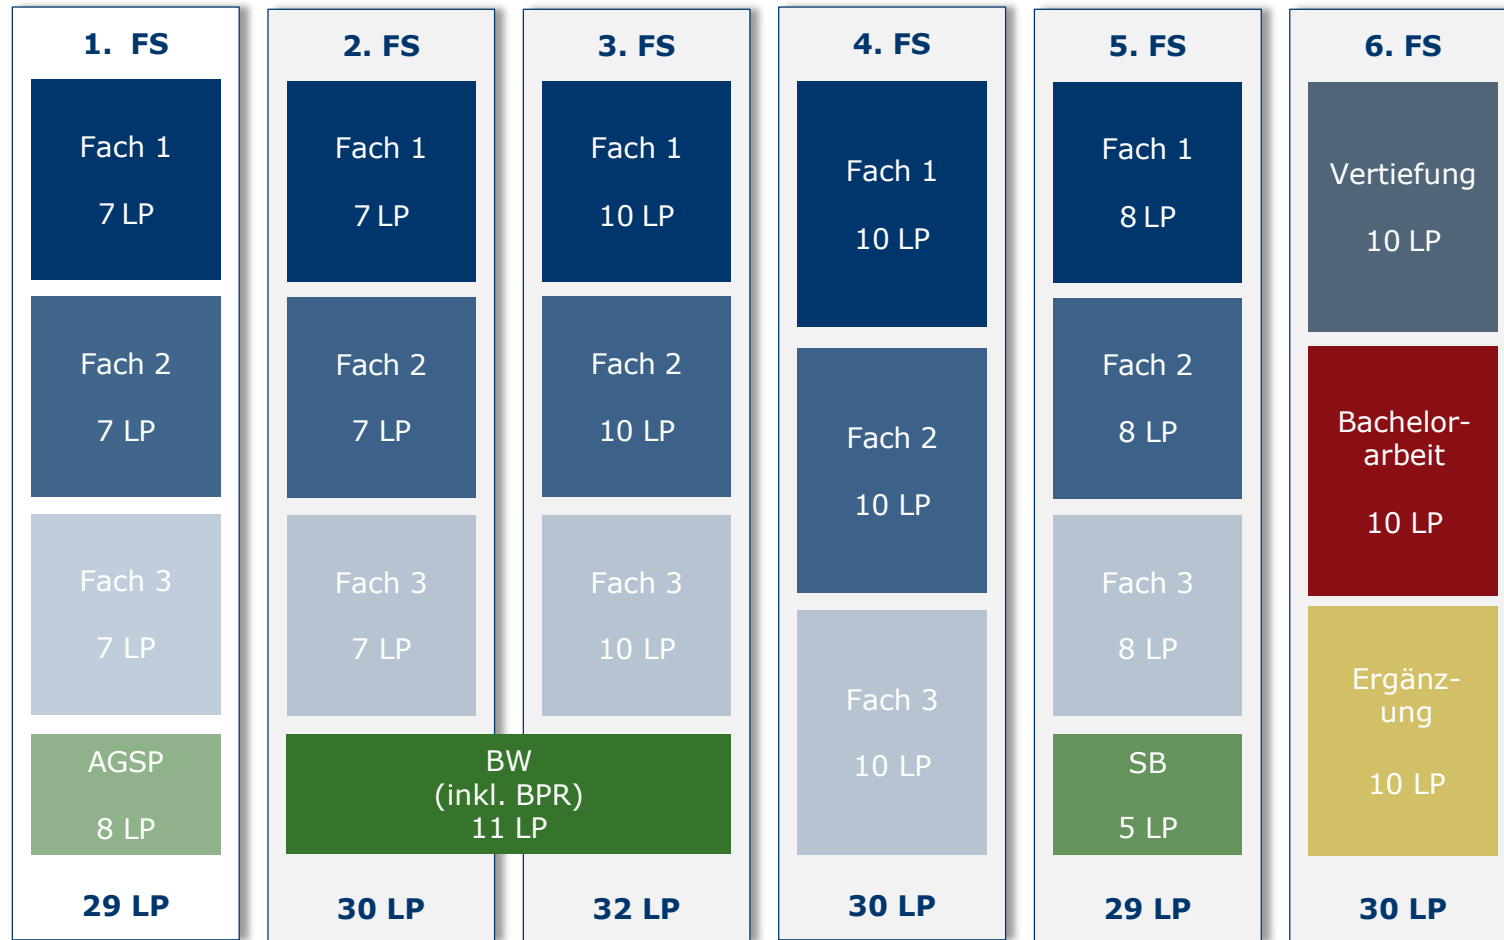 1. FS
Fach 1
7 LP
Fach 2
7 LP
Fach 3
7 LP
AGSP
8 LP
29 LP
2. FS
Fach 1
7 LP
Fach 2
7 LP
Fach 3
7 LP
BW
(inkl. BPR)
11 LP
30 LP
3. FS
Fach 1
10 LP
Fach 2
10 LP
Fach 3
10 LP
32 LP
4. FS
Fach 1
10 LP
Fach 2
10 LP
Fach 3
10 LP
30 LP
5. FS
Fach 1
8 LP
Fach 2
8 LP
Fach 3
8 LP
SB
5 LP
29 LP
6. FS
Vertiefung
10 LP
Bachelor-
arbeit
10 LP
Ergänz-
ung
10 LP
30 LP